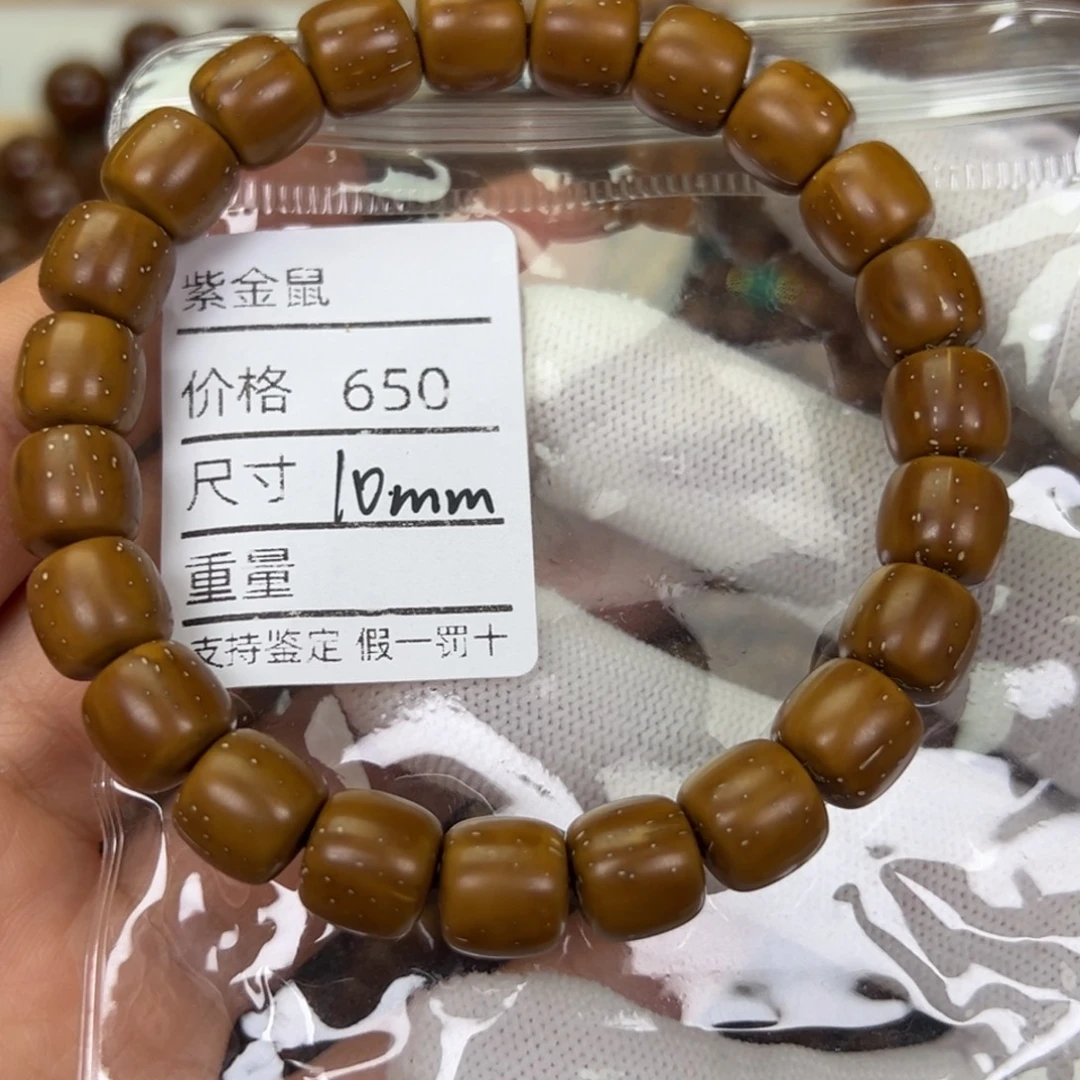 紫金鼠
价格 650
尺寸 10mm
重量
支持鉴定 假一罚十